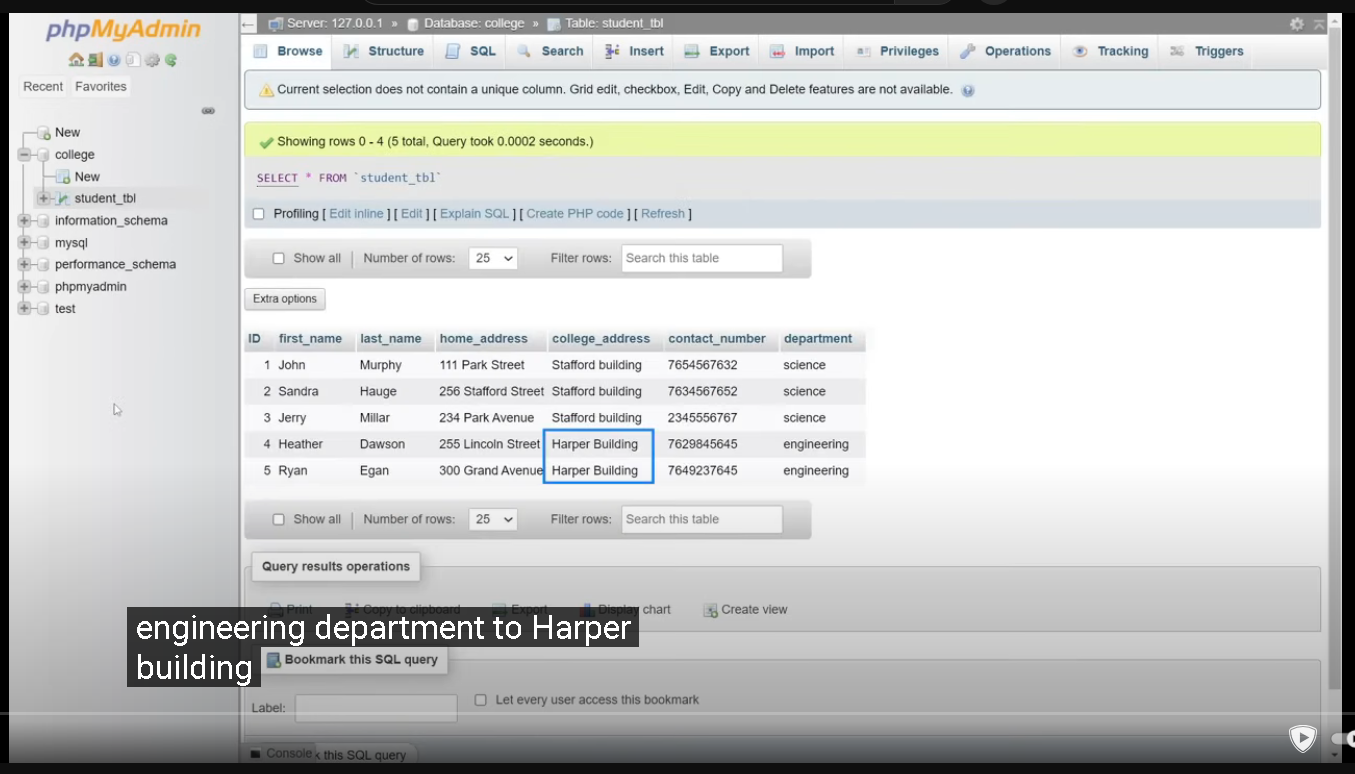 phpMyAdmin
Recent Favorites
New
college
New
student_tbl
information_schema
mysql
performance_schema
phpmyadmin
test
Server: 127.0.0.1 » Database: college » Table: student_tbl
Browse Structure SQL Search Insert Export Import Privileges Operations Tracking Triggers
Current selection does not contain a unique column. Grid edit, checkbox, Edit, Copy and Delete features are not available.
Showing rows 0 - 4 (5 total, Query took 0.0002 seconds.)
SELECT * FROM `student_tbl`
Profiling [ Edit inline ] [ Edit ] [ Explain SQL ] [ Create PHP code ] [ Refresh ]
Show all Number of rows: 25 Filter rows: Search this table
Extra options
ID first_name last_name home_address college_address contact_number department
1 John Murphy 111 Park Street Stafford building 7654567632 science
2 Sandra Hauge 256 Stafford Street Stafford building 7634567652 science
3 Jerry Millar 234 Park Avenue Stafford building 2345556767 science
4 Heather Dawson 255 Lincoln Street Harper Building 7629845645 engineering
5 Ryan Egan 300 Grand Avenue Harper Building 7649237645 engineering
Show all Number of rows: 25 Filter rows: Search this table
Query results operations
Print Copy to clipboard Export Display chart Create view
engineering department to Harper
building
Bookmark this SQL query
Label: Let every user access this bookmark
Console this SQL query